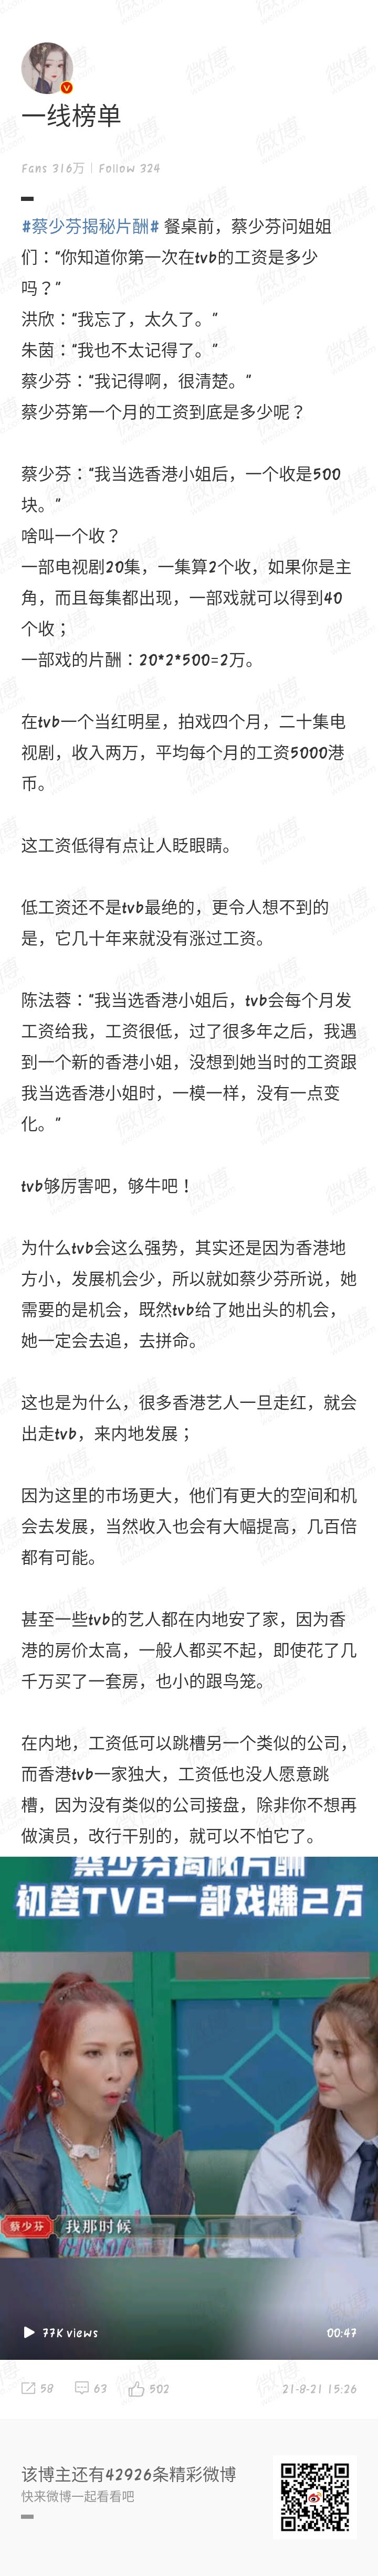 一线榜单
Fans 316万 | Follow 324
#蔡少芬揭秘片酬# 餐桌前，蔡少芬问姐姐
们：“你知道你第一次在tvb的工资是多少
吗？”
洪欣：“我忘了，太久了。”
朱茵：“我也不太记得了。”
蔡少芬：“我记得啊，很清楚。”
蔡少芬第一个月的工资到底是多少呢？
蔡少芬：“我当选香港小姐后，一个收是500
块。”
啥叫一个收？
一部电视剧20集，一集算2个收，如果你是主
角，而且每集都出现，一部戏就可以得到40
个收；
一部戏的片酬：20*2*500=2万。
在tvb一个当红明星，拍戏四个月，二十集电
视剧，收入两万，平均每个月的工资5000港
币。
这工资低得有点让人眨眼睛。
低工资还不是tvb最绝的，更令人想不到的
是，它几十年来就没有涨过工资。
陈法蓉：“我当选香港小姐后，tvb会每个月发
工资给我，工资很低，过了很多年之后，我遇
到一个新的香港小姐，没想到她当时的工资跟
我当选香港小姐时，一模一样，没有一点变
化。”
tvb够厉害吧，够牛吧！
为什么tvb会这么强势，其实还是因为香港地
方小，发展机会少，所以就如蔡少芬所说，她
需要的是机会，既然tvb给了她出头的机会，
她一定会去追，去拼命。
这也是为什么，很多香港艺人一旦走红，就会
出走tvb，来内地发展；
因为这里的市场更大，他们有更大的空间和机
会去发展，当然收入也会有大幅提高，几百倍
都有可能。
甚至一些tvb的艺人都在内地安了家，因为香
港的房价太高，一般人都买不起，即使花了几
千万买了一套房，也小的跟鸟笼。
在内地，工资低可以跳槽另一个类似的公司，
而香港tvb一家独大，工资低也没人愿意跳
槽，因为没有类似的公司接盘，除非你不想再
做演员，改行干别的，就可以不怕它了。
蔡少芬揭秘片酬
初登TVB一部戏赚2万
蔡少芬 我那时候
77K views 00:47
58 63 502 21-8-21 15:26
该博主还有42926条精彩微博
快来微博一起看看吧